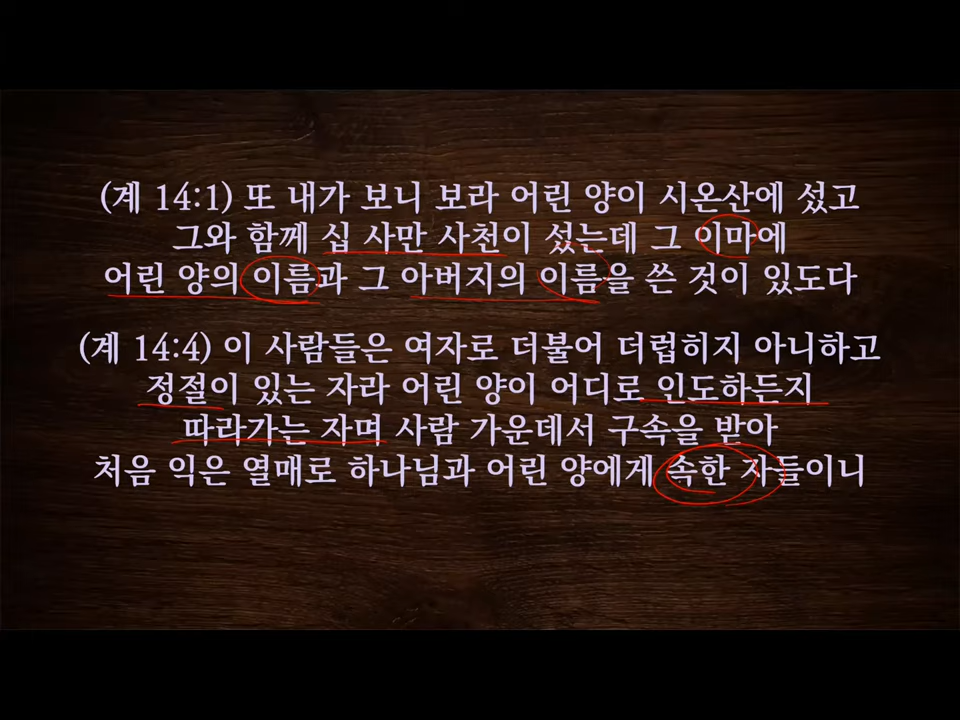 (계 14:1) 또 내가 보니 보라 어린 양이 시온산에 섰고
그와 함께 십 사만 사천이 섰는데 그 이마에
어린 양의 이름과 그 아버지의 이름을 쓴 것이 있도다
(계 14:4) 이 사람들은 여자로 더불어 더럽히지 아니하고
정절이 있는 자라 어린 양이 어디로 인도하든지
따라가는 자며 사람 가운데서 구속을 받아
처음 익은 열매로 하나님과 어린 양에게 속한 자들이니